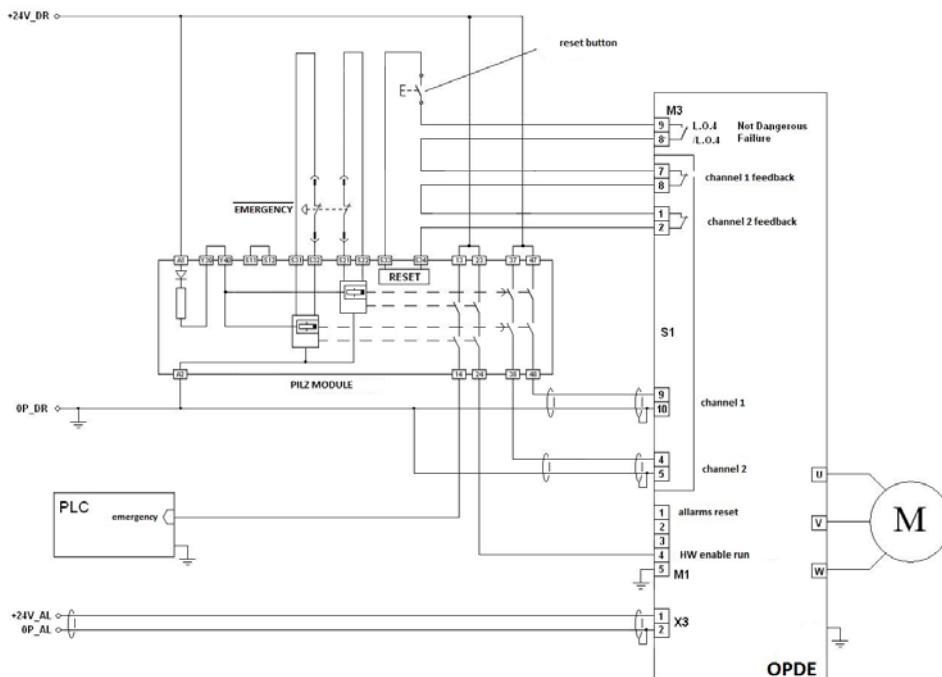 +24V_DR
reset button
M3
9 L.O.4 Not Dangerous
8 /L.O.4 Failure
7
8
channel 1 feedback
1
2
channel 2 feedback
EMERGENCY
A1 Y30 Y40 S11 S12 S31 S32 S21 S22 S33 S34 13 23 37 47
RESET
S1
A2 14 24 38 48
PILZ MODULE
9
10
channel 1
0P_DR
4
5
channel 2
U
PLC
emergency
1 allarms reset
2
3
4 HW enable run
5 M1
V
M
W
+24V_AL
0P_AL
1 X3
2
OPDE